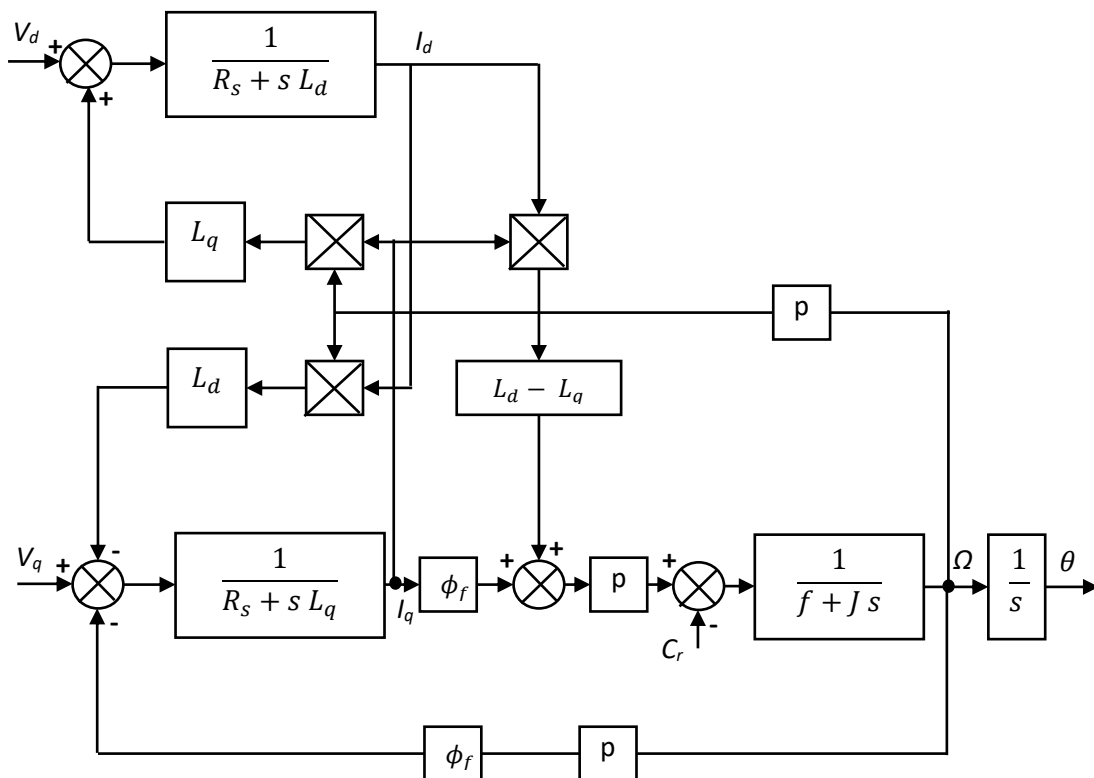 V_d
+
+
1
R_s + s L_d
I_d
L_q
L_d
p
L_d − L_q
V_q
+
-
-
1
R_s + s L_q
I_q
ϕ_f
+
+
p
+
-
C_r
1
f + J s
Ω
1
s
θ
ϕ_f
p